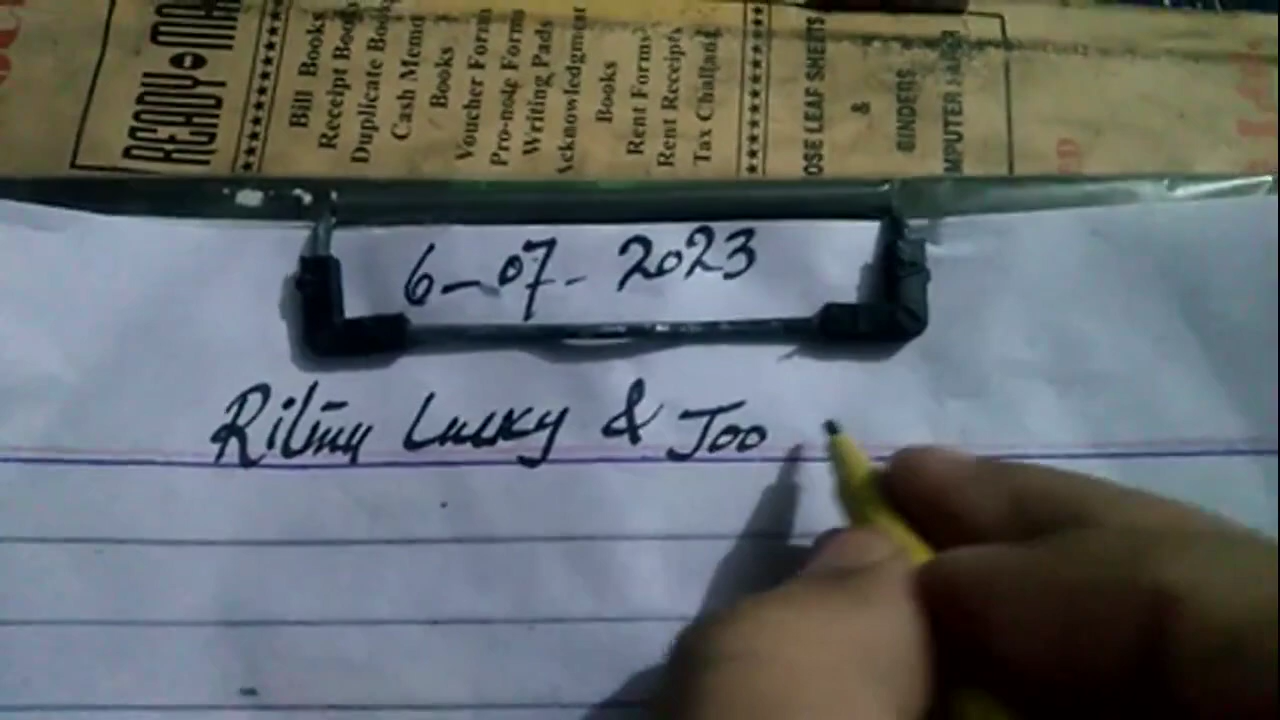 READY MA
Bill Books
Receipt Books
Duplicate Books
Cash Memo
Books
Voucher Forms
Pro-note Forms
Writing Pads
Acknowledgment
Books
Rent Forms
Rent Receipts
Tax Challans
OSE LEAF SHEETS
&
BINDERS
MPUTER PAPER
6-07-2023
Lucky & Joo